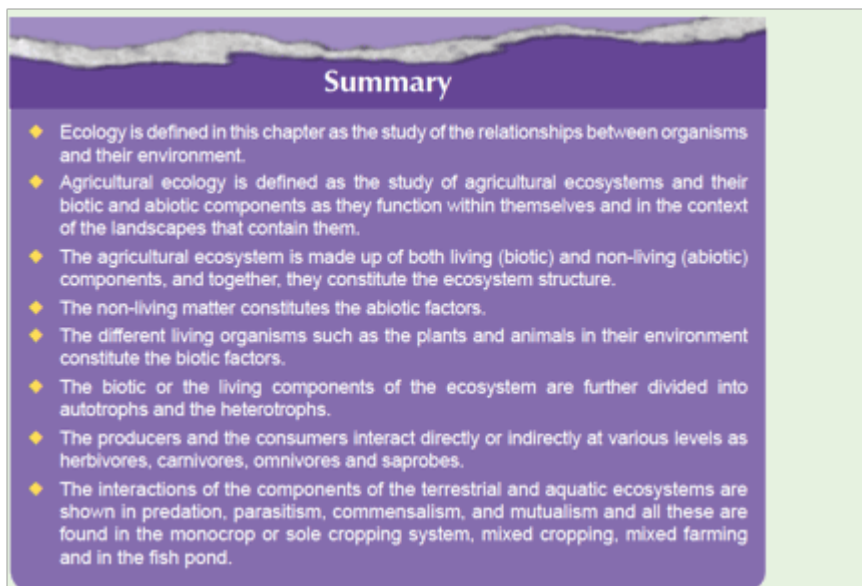 Summary
◆ Ecology is defined in this chapter as the study of the relationships between organisms
and their environment.
◆ Agricultural ecology is defined as the study of agricultural ecosystems and their
biotic and abiotic components as they function within themselves and in the context
of the landscapes that contain them.
◆ The agricultural ecosystem is made up of both living (biotic) and non-living (abiotic)
components, and together, they constitute the ecosystem structure.
◆ The non-living matter constitutes the abiotic factors.
◆ The different living organisms such as the plants and animals in their environment
constitute the biotic factors.
◆ The biotic or the living components of the ecosystem are further divided into
autotrophs and the heterotrophs.
◆ The producers and the consumers interact directly or indirectly at various levels as
herbivores, carnivores, omnivores and saprobes.
◆ The interactions of the components of the terrestrial and aquatic ecosystems are
shown in predation, parasitism, commensalism, and mutualism and all these are
found in the monocrop or sole cropping system, mixed cropping, mixed farming
and in the fish pond.